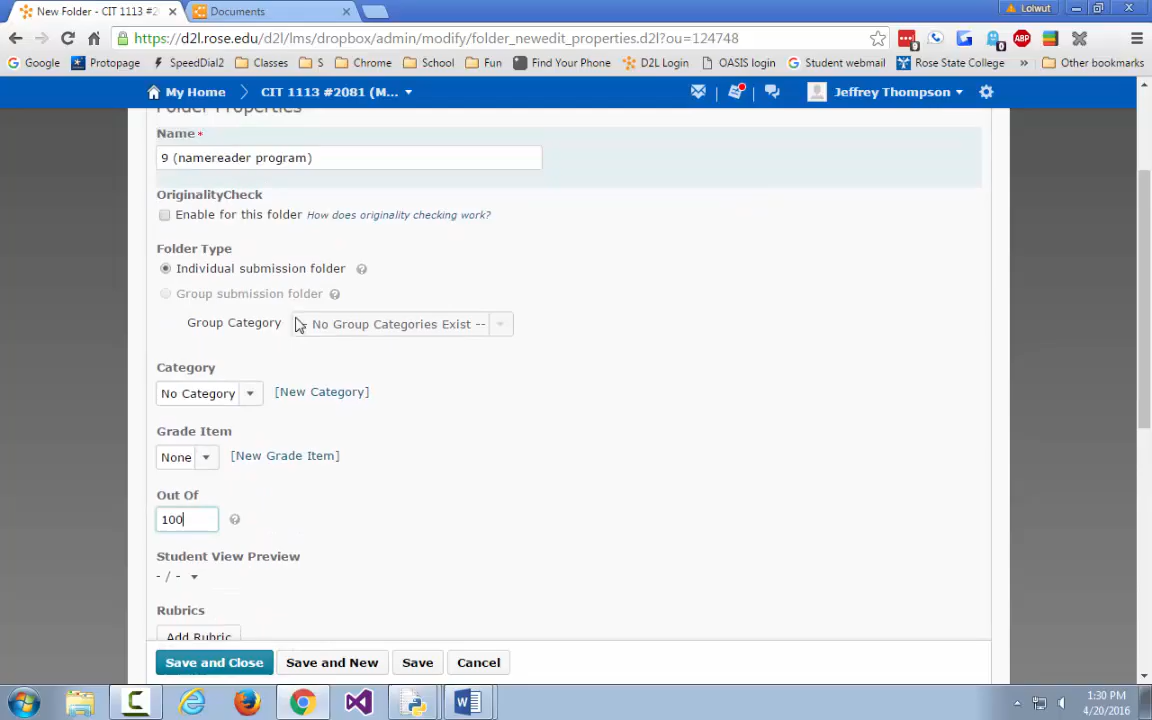 New Folder - CIT 1113 #2
Documents
Lolwut
https://d2l.rose.edu/d2l/lms/dropbox/admin/modify/folder_newedit_properties.d2l?ou=124748
9
0
ABP
Google
Protopage
SpeedDial2
Classes
S
Chrome
School
Fun
Find Your Phone
D2L Login
OASIS login
Student webmail
Rose State College
»
Other bookmarks
My Home
CIT 1113 #2081 (M...
Jeffrey Thompson
Folder Properties
Name *
9 (namereader program)
OriginalityCheck
Enable for this folder How does originality checking work?
Folder Type
Individual submission folder
Group submission folder
Group Category
No Group Categories Exist --
Category
No Category
[New Category]
Grade Item
None
[New Grade Item]
Out Of
100
Student View Preview
- / -
Rubrics
Add Rubric
Save and Close
Save and New
Save
Cancel
1:30 PM
4/20/2016